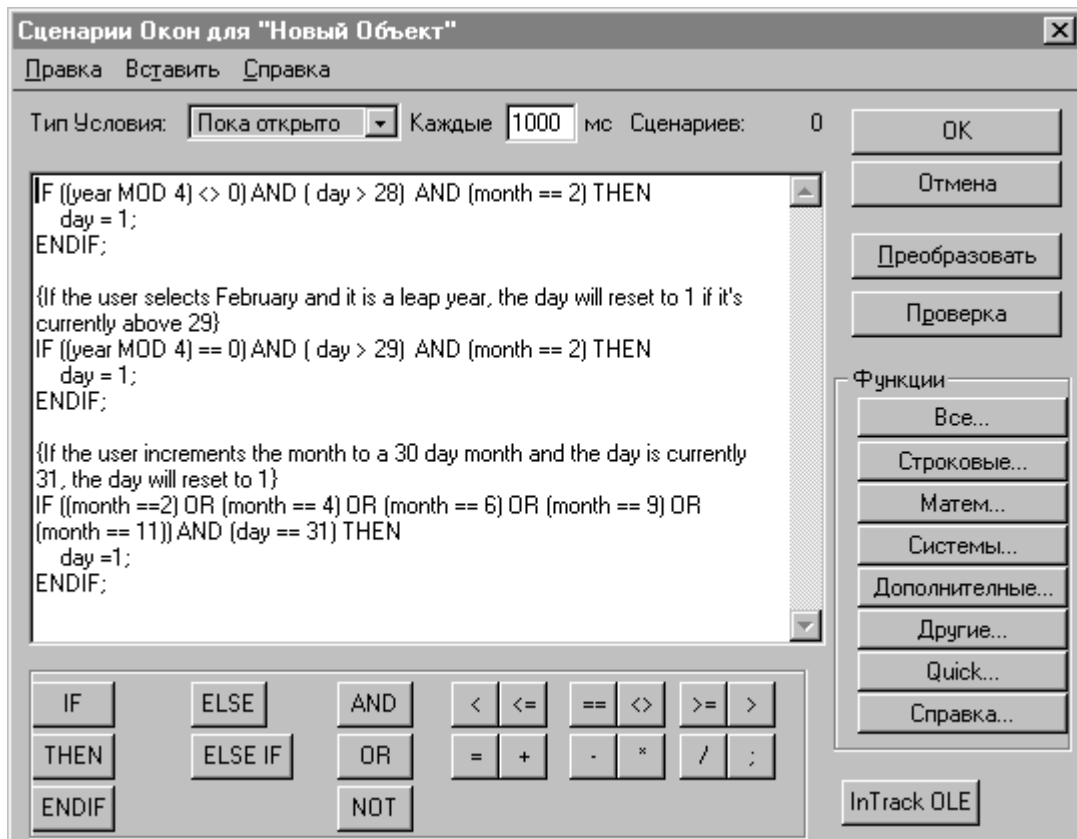 Сценарии Окон для "Новый Объект"
Правка Вставить Справка
Тип Условия: Пока открыто Каждые 1000 мс Сценариев: 0
OK
Отмена
Преобразовать
Проверка
IF ((year MOD 4) <> 0) AND ( day > 28) AND (month == 2) THEN
day = 1;
ENDIF;
{If the user selects February and it is a leap year, the day will reset to 1 if it's
currently above 29}
IF ((year MOD 4) == 0) AND ( day > 29) AND (month == 2) THEN
day = 1;
ENDIF;
{If the user increments the month to a 30 day month and the day is currently
31, the day will reset to 1}
IF ((month ==2) OR (month == 4) OR (month == 6) OR (month == 9) OR
(month == 11)) AND (day == 31) THEN
day =1;
ENDIF;
Функции
Все...
Строковые...
Матем...
Системы...
Дополнителные...
Другие...
Quick...
Справка...
IF ELSE AND < <= == <> >= >
THEN ELSE IF OR = + - * / ;
ENDIF NOT
InTrack OLE